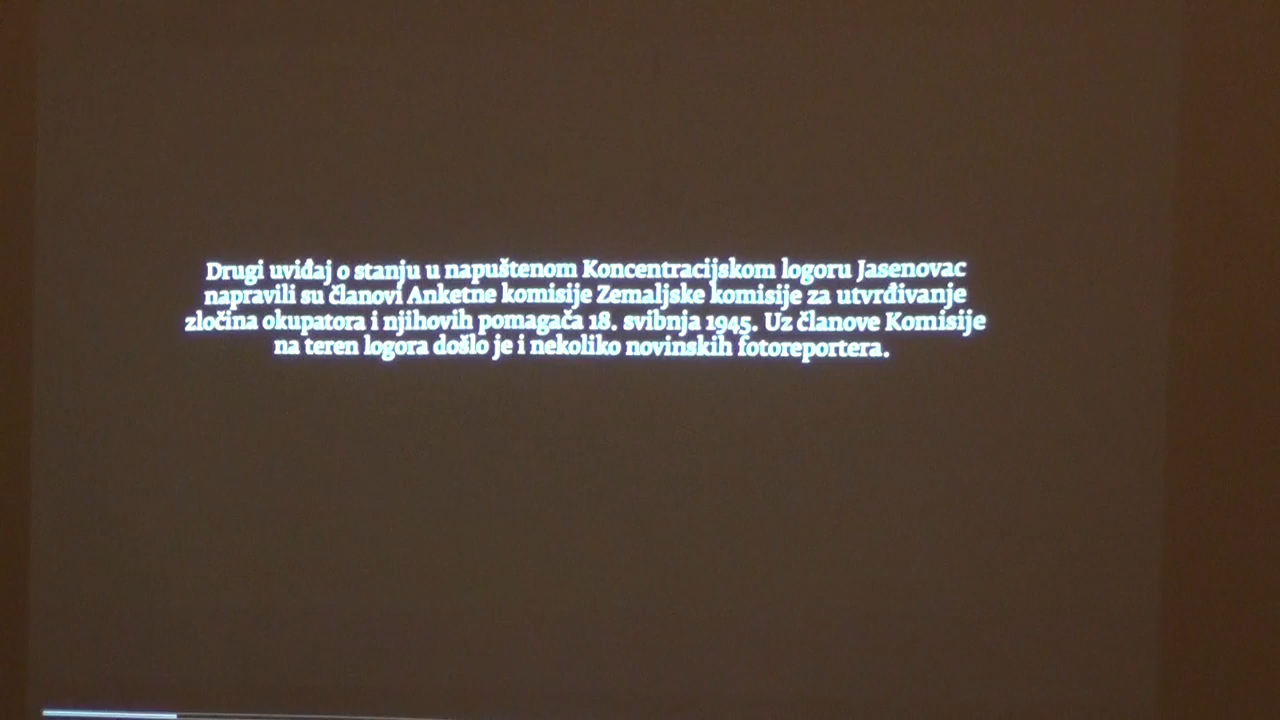 Drugi uviđaj o stanju u napuštenom Koncentracijskom logoru Jasenovac
napravili su članovi Anketne komisije Zemaljske komisije za utvrđivanje
zločina okupatora i njihovih pomagača 18. svibnja 1945. Uz članove Komisije
na teren logora došlo je i nekoliko novinskih fotoreportera.